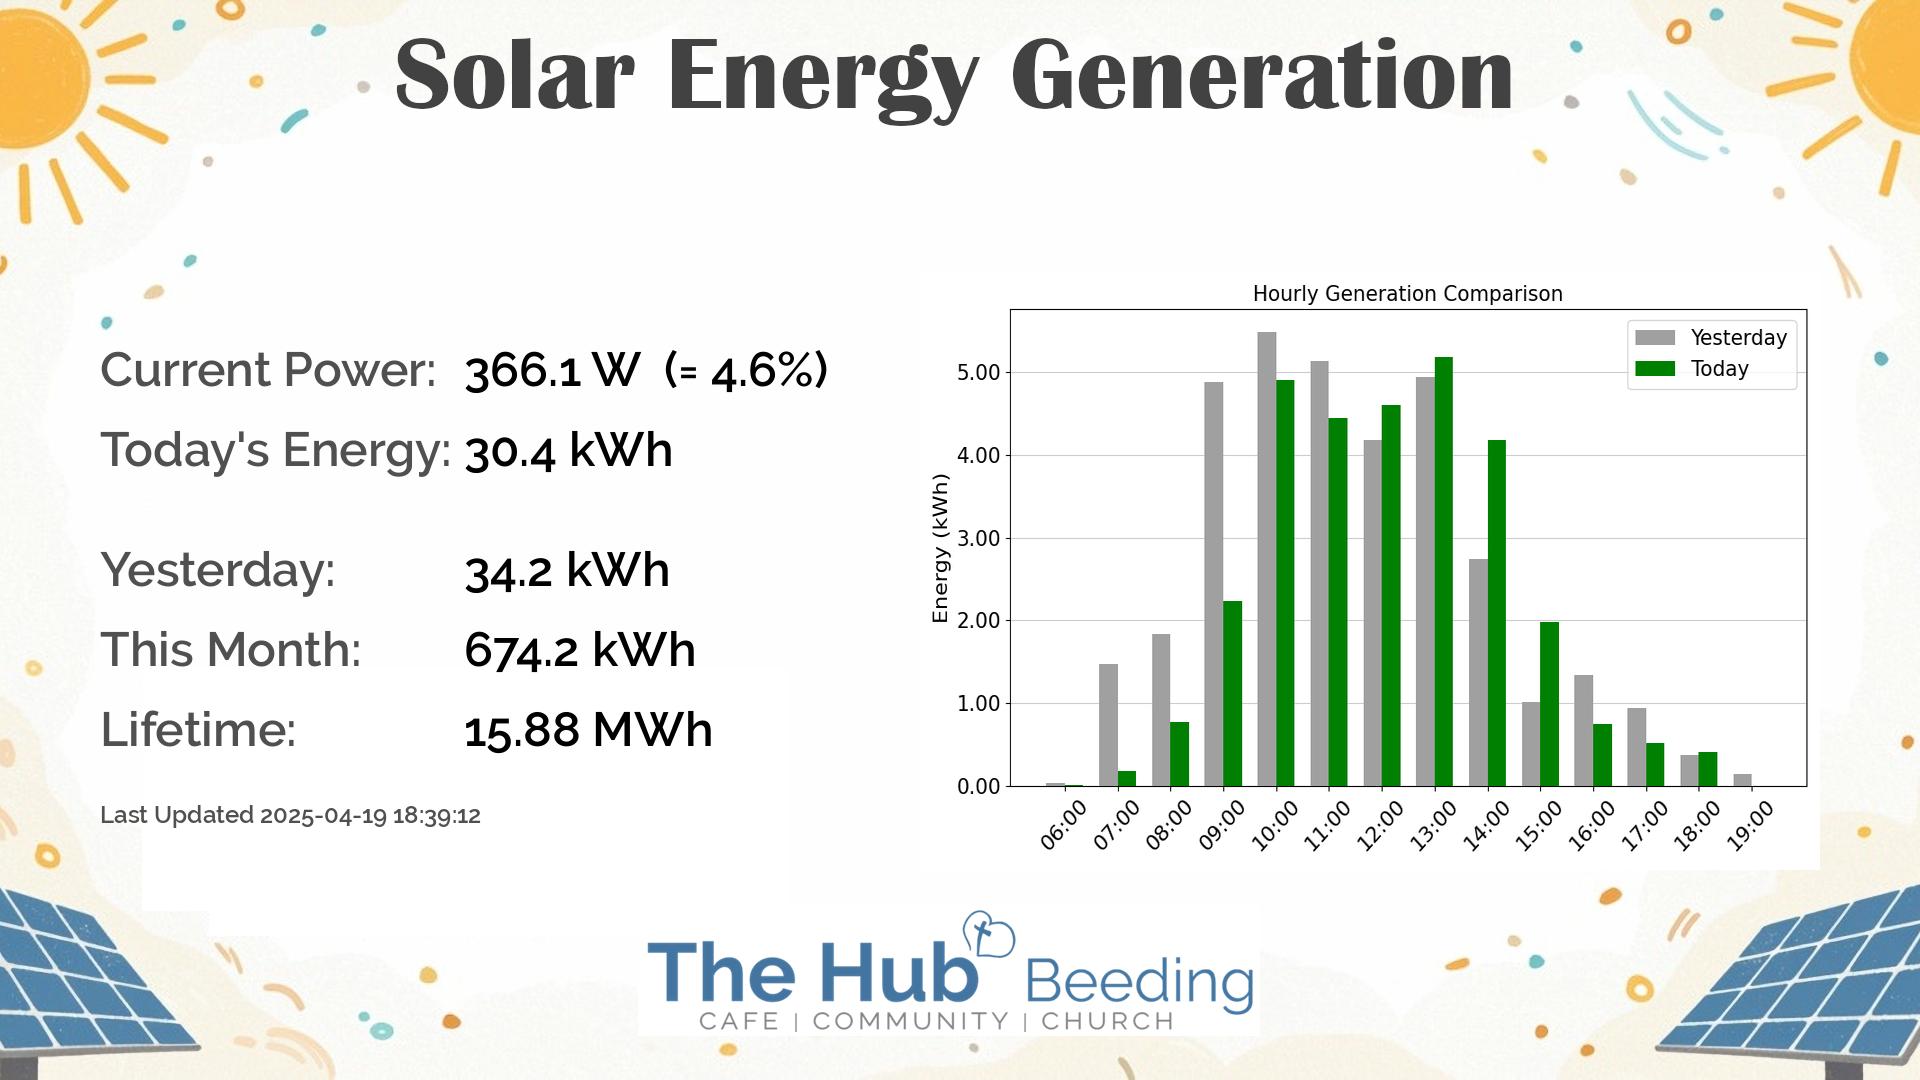 Solar Energy Generation
Current Power: 366.1 W (= 4.6%)
Today's Energy: 30.4 kWh
Yesterday: 34.2 kWh
This Month: 674.2 kWh
Lifetime: 15.88 MWh
Last Updated 2025-04-19 18:39:12
Hourly Generation Comparison
Yesterday
Today
Energy (kWh)
5.00
4.00
3.00
2.00
1.00
0.00
06:00 07:00 08:00 09:00 10:00 11:00 12:00 13:00 14:00 15:00 16:00 17:00 18:00 19:00
The Hub Beeding
CAFE | COMMUNITY | CHURCH